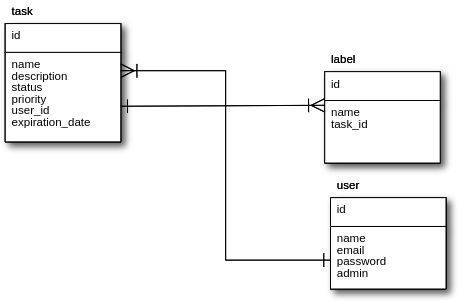 task
id
name
description
status
priority
user_id
expiration_date
label
id
name
task_id
user
id
name
email
password
admin